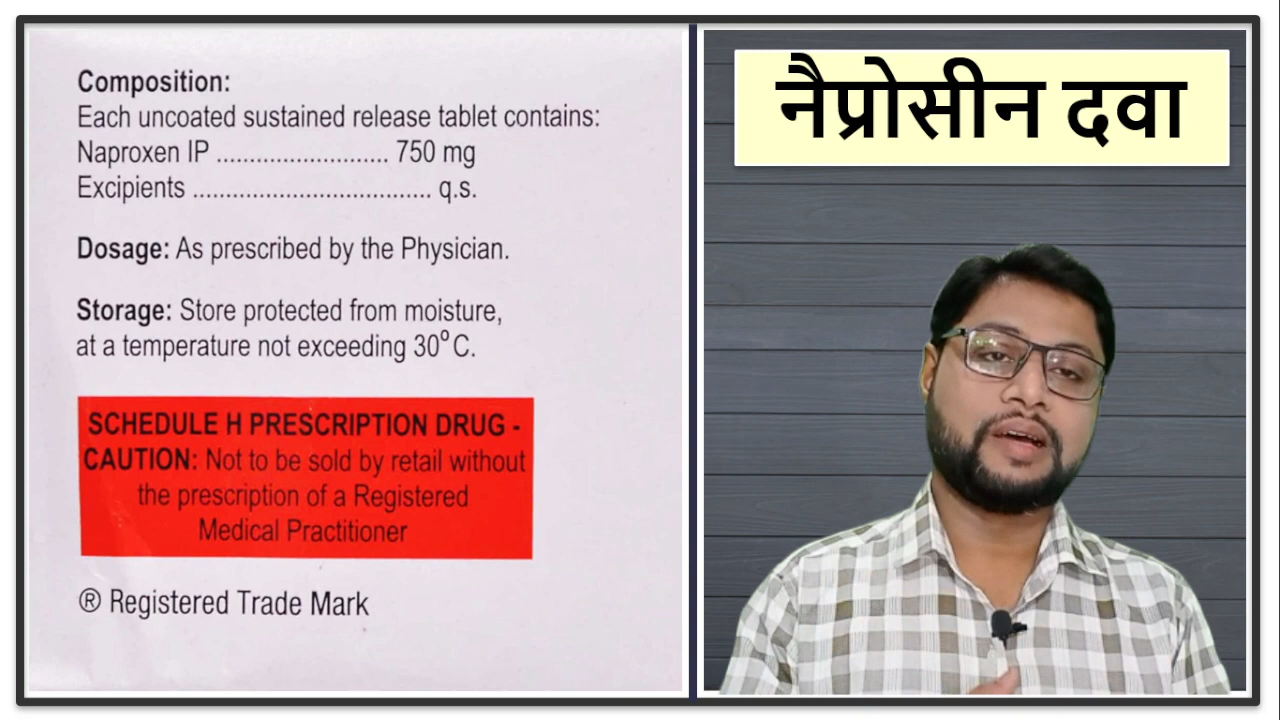 Composition:
Each uncoated sustained release tablet contains:
Naproxen IP .......................... 750 mg
Excipients ................................... q.s.
Dosage: As prescribed by the Physician.
Storage: Store protected from moisture,
at a temperature not exceeding 30°C.
SCHEDULE H PRESCRIPTION DRUG -
CAUTION: Not to be sold by retail without
the prescription of a Registered
Medical Practitioner
® Registered Trade Mark
नैप्रोसीन दवा